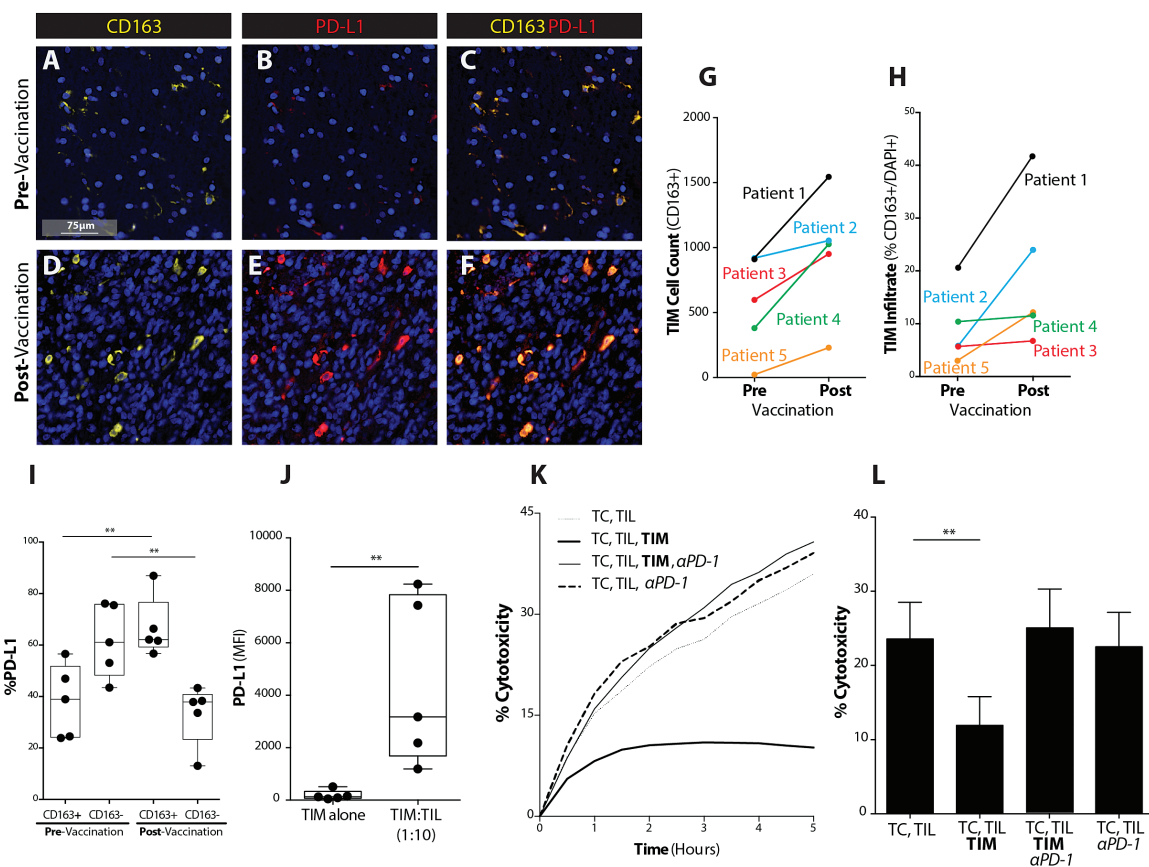 CD163
PD-L1
CD163 PD-L1
Pre-Vaccination
A
B
C
75µm
Post-Vaccination
D
E
F
G
TIM Cell Count (CD163+)
2000
1500
1000
500
0
Patient 1
Patient 2
Patient 3
Patient 4
Patient 5
Pre
Post
Vaccination
H
TIM Infiltrate (% CD163+/DAPI+)
50
40
30
20
10
0
Patient 1
Patient 2
Patient 4
Patient 3
Patient 5
Pre
Post
Vaccination
I
%PD-L1
100
80
60
40
20
0
**
**
CD163+
CD163-
CD163+
CD163-
Pre-Vaccination
Post-Vaccination
J
PD-L1 (MFI)
10000
8000
6000
4000
2000
0
**
TIM alone
TIM:TIL
(1:10)
K
% Cytotoxicity
45
30
15
0
TC, TIL
TC, TIL, TIM
TC, TIL, TIM, αPD-1
TC, TIL, αPD-1
0
1
2
3
4
5
Time (Hours)
L
% Cytotoxicity
40
30
20
10
0
**
TC, TIL
TC, TIL
TIM
TC, TIL
TIM
αPD-1
TC, TIL
αPD-1